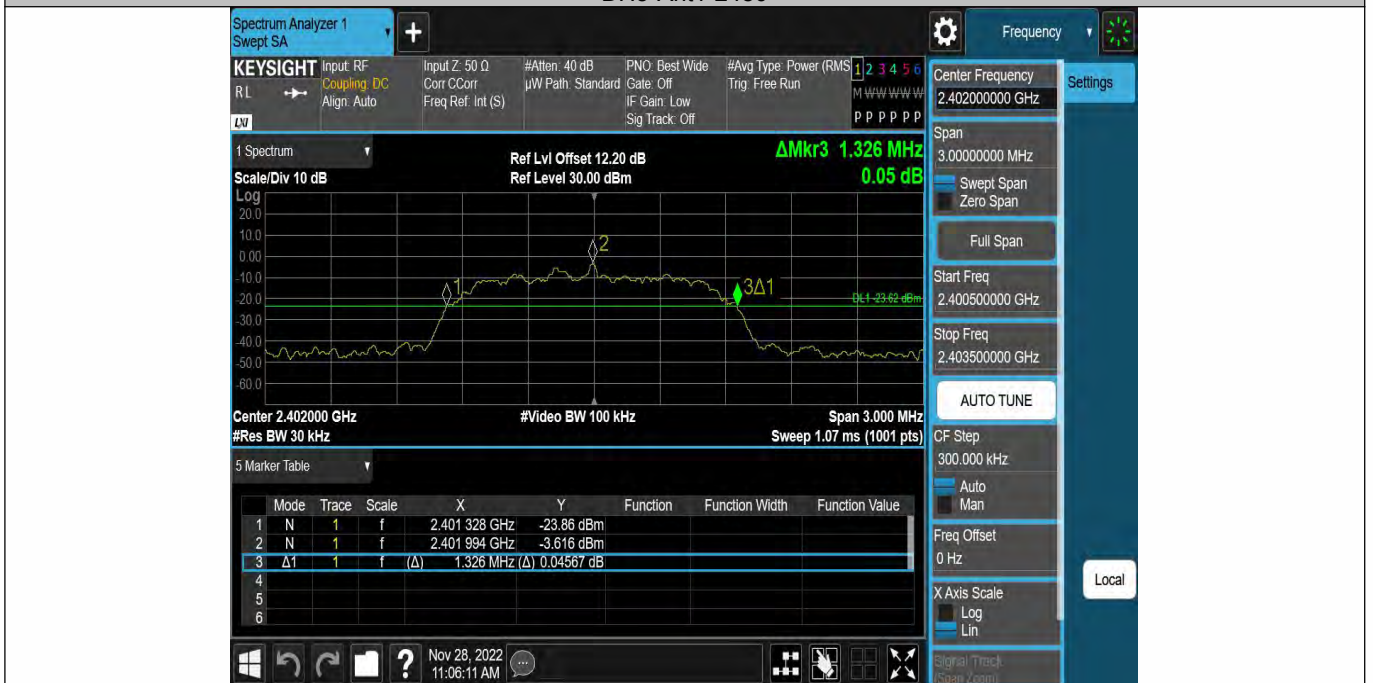 Spectrum Analyzer 1
Swept SA
+
Frequency
KEYSIGHT
RL
LXI
Input: RF
Coupling: DC
Align: Auto
Input Z: 50 Ω
Corr CCorr
Freq Ref: Int (S)
#Atten: 40 dB
µW Path: Standard
PNO: Best Wide
Gate: Off
IF Gain: Low
Sig Track: Off
#Avg Type: Power (RMS
Trig: Free Run
1 2 3 4 5 6
M W W W W W
P P P P P P
Settings
Center Frequency
2.402000000 GHz
Span
3.00000000 MHz
Swept Span
Zero Span
Full Span
Start Freq
2.400500000 GHz
Stop Freq
2.403500000 GHz
AUTO TUNE
CF Step
300.000 kHz
Auto
Man
Freq Offset
0 Hz
X Axis Scale
Log
Lin
Signal Track
(Span Zoom)
Local
1 Spectrum
Scale/Div 10 dB
Ref Lvl Offset 12.20 dB
Ref Level 30.00 dBm
ΔMkr3 1.326 MHz
0.05 dB
Log
20.0
10.0
0.00
-10.0
-20.0
-30.0
-40.0
-50.0
-60.0
1
2
3Δ1
DL1 -23.62 dBm
Center 2.402000 GHz
#Video BW 100 kHz
Span 3.000 MHz
#Res BW 30 kHz
Sweep 1.07 ms (1001 pts)
5 Marker Table
Mode Trace Scale X Y Function Function Width Function Value
1 N 1 f 2.401 328 GHz -23.86 dBm
2 N 1 f 2.401 994 GHz -3.616 dBm
3 Δ1 1 f (Δ) 1.326 MHz (Δ) 0.04567 dB
4
5
6
?
Nov 28, 2022
11:06:11 AM